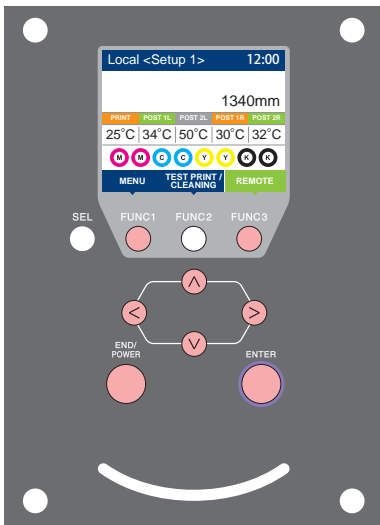 Local <Setup 1> 12:00
1340mm
PRINT POST 1L POST 2L POST 1R POST 2R
25°C 34°C 50°C 30°C 32°C
M M C C Y Y K K
MENU TEST PRINT / CLEANING REMOTE
SEL FUNC1 FUNC2 FUNC3
END/
POWER
ENTER